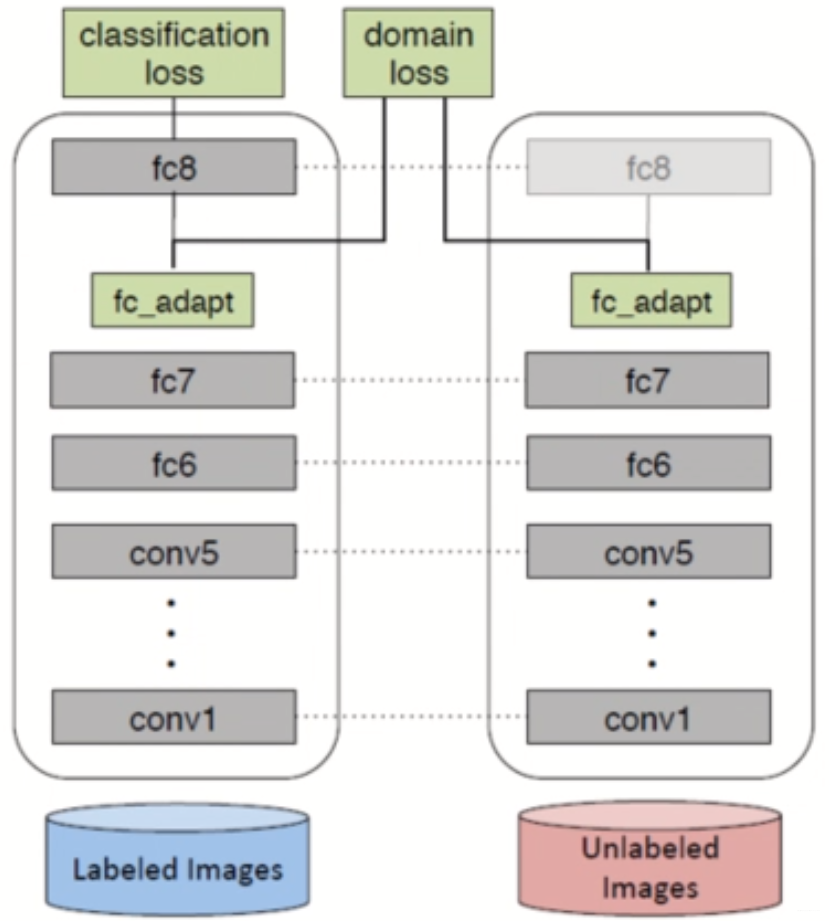 classification
loss
domain
loss
fc8
fc8
fc_adapt
fc_adapt
fc7
fc7
fc6
fc6
conv5
conv5
conv1
conv1
Labeled Images
Unlabeled
Images